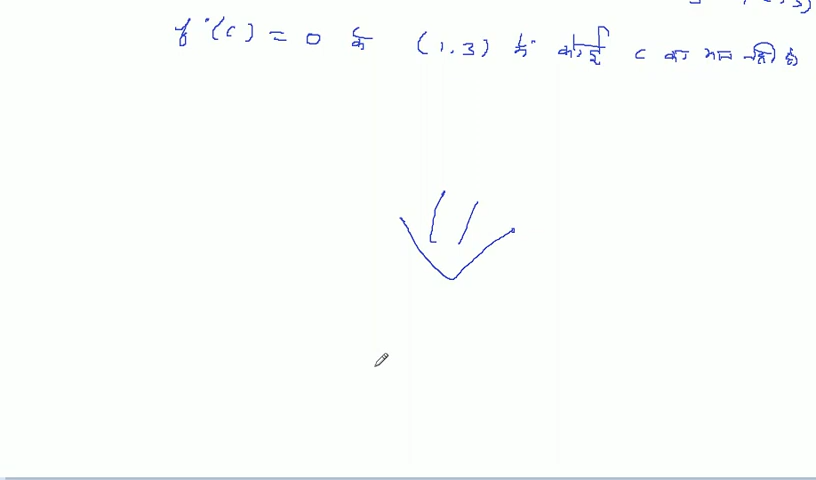 f'(c) = 0 के (1, 3) में कोई c का मान नहीं है